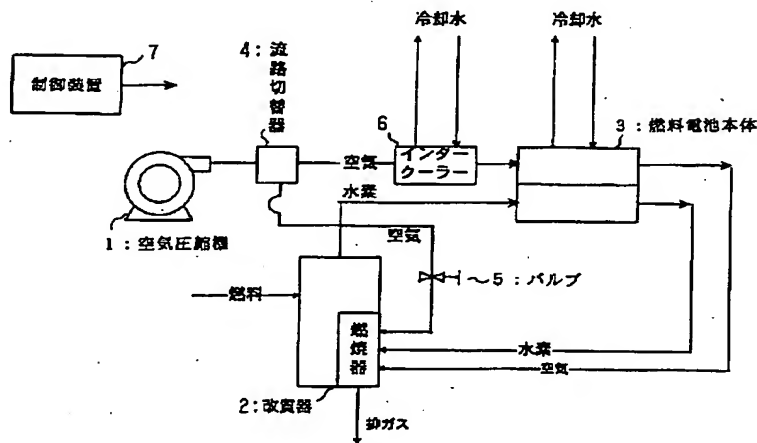 冷却水
冷却水
7
制御装置
4：流路切替器
6
インタークーラー
3：燃料電池本体
空気
水素
空気
1：空気圧縮機
5：バルブ
燃料
燃焼器
水素
空気
2：改質器
排ガス